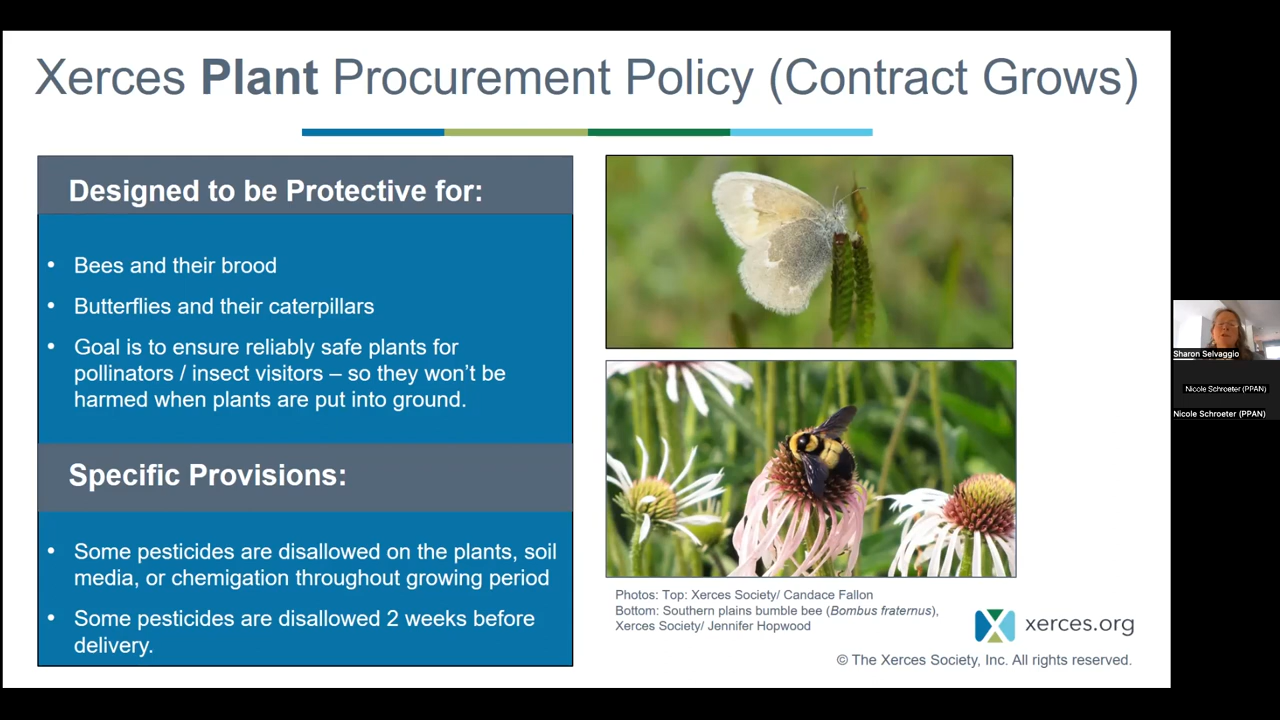 Xerces Plant Procurement Policy (Contract Grows)
Designed to be Protective for:
• Bees and their brood
• Butterflies and their caterpillars
• Goal is to ensure reliably safe plants for
pollinators / insect visitors – so they won't be
harmed when plants are put into ground.
Specific Provisions:
• Some pesticides are disallowed on the plants, soil
media, or chemigation throughout growing period
• Some pesticides are disallowed 2 weeks before
delivery.
Photos: Top: Xerces Society/ Candace Fallon
Bottom: Southern plains bumble bee (Bombus fraternus),
Xerces Society/ Jennifer Hopwood
xerces.org
© The Xerces Society, Inc. All rights reserved.
Sharon Selvaggio
Nicole Schroeter (PPAN)
Nicole Schroeter (PPAN)